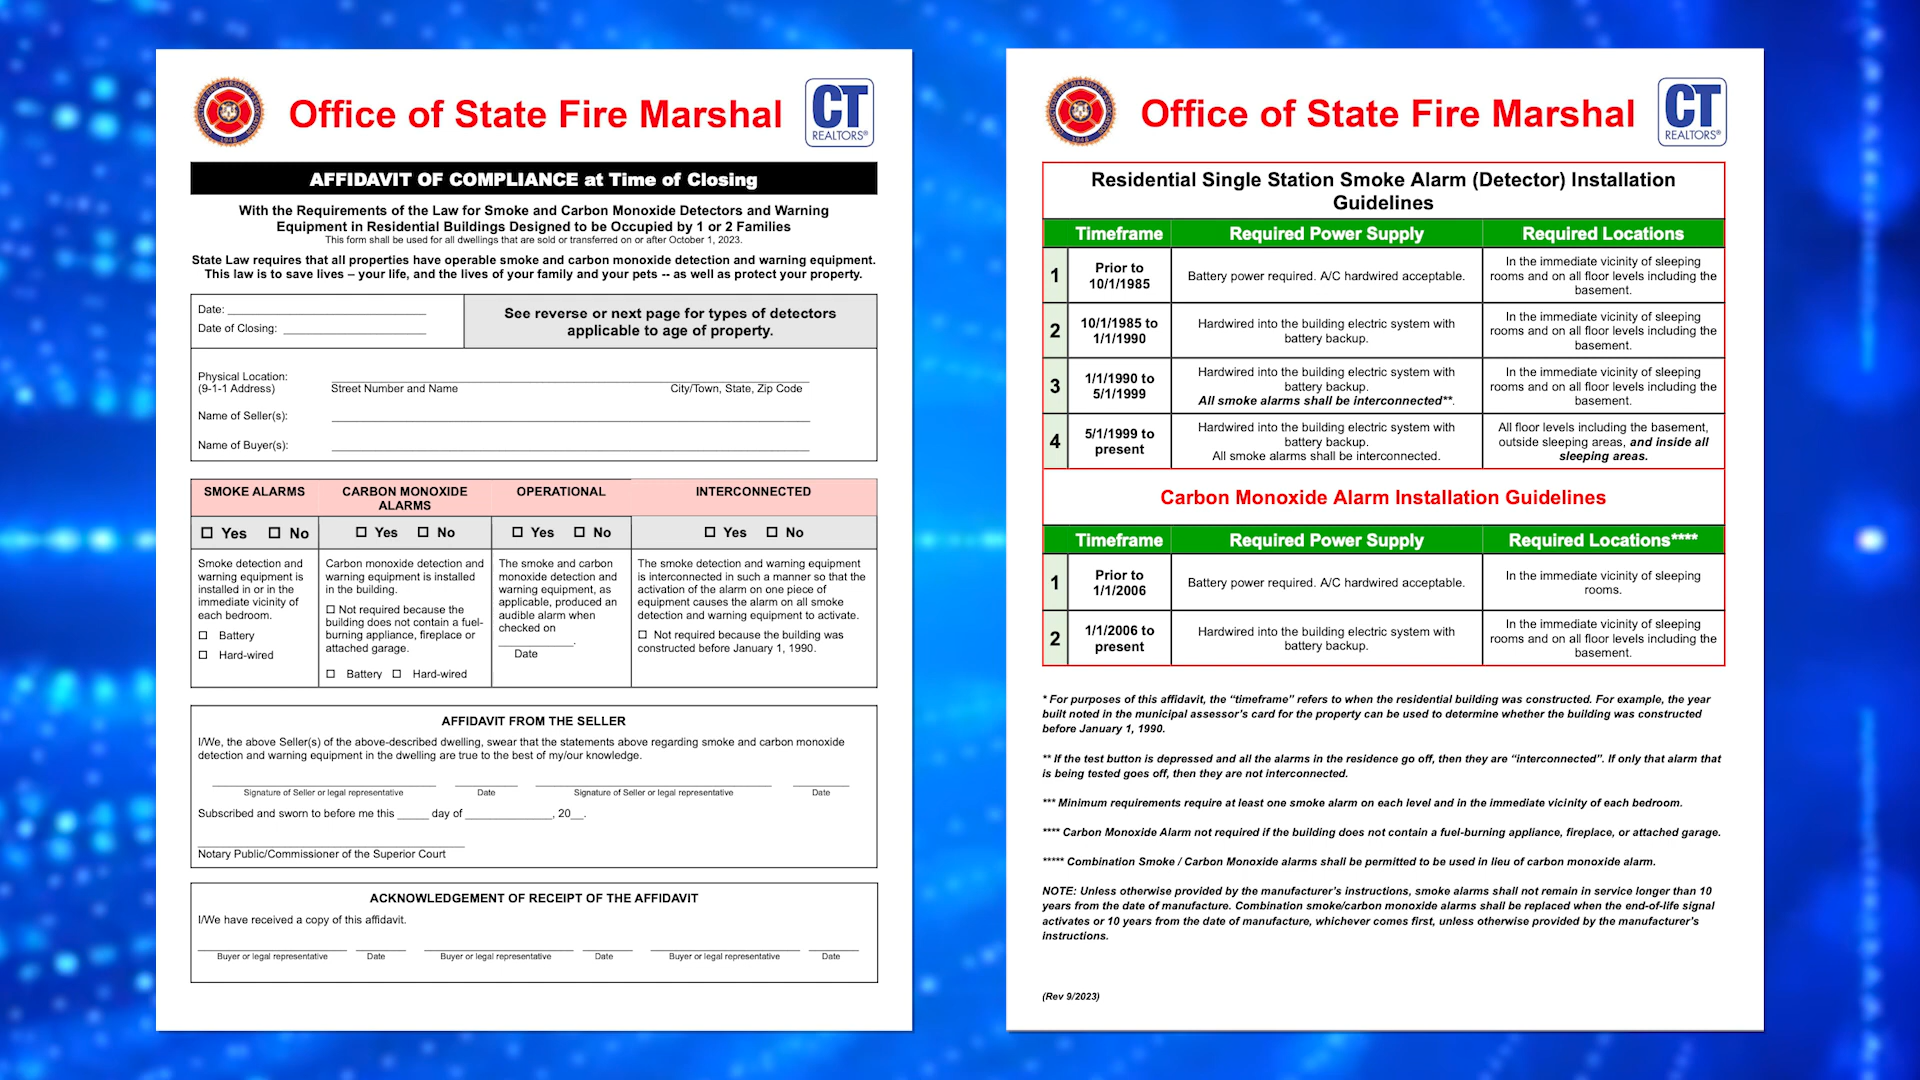 Office of State Fire Marshal
CT
REALTORS®
AFFIDAVIT OF COMPLIANCE at Time of Closing
With the Requirements of the Law for Smoke and Carbon Monoxide Detectors and Warning
Equipment in Residential Buildings Designed to be Occupied by 1 or 2 Families
This form shall be used for all dwellings that are sold or transferred on or after October 1, 2023.
State Law requires that all properties have operable smoke and carbon monoxide detection and warning equipment.
This law is to save lives – your life, and the lives of your family and your pets -- as well as protect your property.
Date:
Date of Closing:
See reverse or next page for types of detectors
applicable to age of property.
Physical Location:
(9-1-1 Address)
Street Number and Name
City/Town, State, Zip Code
Name of Seller(s):
Name of Buyer(s):
SMOKE ALARMS
☐ Yes ☐ No
Smoke detection and
warning equipment is
installed in or in the
immediate vicinity of
each bedroom.
☐ Battery
☐ Hard-wired
CARBON MONOXIDE
ALARMS
☐ Yes ☐ No
Carbon monoxide detection and
warning equipment is installed
in the building.
☐ Not required because the
building does not contain a fuel-
burning appliance, fireplace or
attached garage.
☐ Battery ☐ Hard-wired
OPERATIONAL
☐ Yes ☐ No
The smoke and carbon
monoxide detection and
warning equipment, as
applicable, produced an
audible alarm when
checked on
____________.
Date
INTERCONNECTED
☐ Yes ☐ No
The smoke detection and warning equipment
is interconnected in such a manner so that the
activation of the alarm on one piece of
equipment causes the alarm on all smoke
detection and warning equipment to activate.
☐ Not required because the building was
constructed before January 1, 1990.
AFFIDAVIT FROM THE SELLER
I/We, the above Seller(s) of the above-described dwelling, swear that the statements above regarding smoke and carbon monoxide
detection and warning equipment in the dwelling are true to the best of my/our knowledge.
Signature of Seller or legal representative Date Signature of Seller or legal representative Date
Subscribed and sworn to before me this _____ day of ______________, 20__.
Notary Public/Commissioner of the Superior Court
ACKNOWLEDGEMENT OF RECEIPT OF THE AFFIDAVIT
I/We have received a copy of this affidavit.
Buyer or legal representative Date Buyer or legal representative Date Buyer or legal representative Date
Office of State Fire Marshal
CT
REALTORS®
Residential Single Station Smoke Alarm (Detector) Installation
Guidelines
Timeframe Required Power Supply Required Locations
1
Prior to
10/1/1985
Battery power required. A/C hardwired acceptable.
In the immediate vicinity of sleeping
rooms and on all floor levels including the
basement.
2
10/1/1985 to
1/1/1990
Hardwired into the building electric system with
battery backup.
In the immediate vicinity of sleeping
rooms and on all floor levels including the
basement.
3
1/1/1990 to
5/1/1999
Hardwired into the building electric system with
battery backup.
All smoke alarms shall be interconnected**.
In the immediate vicinity of sleeping
rooms and on all floor levels including the
basement.
4
5/1/1999 to
present
Hardwired into the building electric system with
battery backup.
All smoke alarms shall be interconnected.
All floor levels including the basement,
outside sleeping areas, and inside all
sleeping areas.
Carbon Monoxide Alarm Installation Guidelines
Timeframe Required Power Supply Required Locations****
1
Prior to
1/1/2006
Battery power required. A/C hardwired acceptable.
In the immediate vicinity of sleeping
rooms.
2
1/1/2006 to
present
Hardwired into the building electric system with
battery backup.
In the immediate vicinity of sleeping
rooms and on all floor levels including the
basement.
* For purposes of this affidavit, the “timeframe” refers to when the residential building was constructed. For example, the year
built noted in the municipal assessor’s card for the property can be used to determine whether the building was constructed
before January 1, 1990.
** If the test button is depressed and all the alarms in the residence go off, then they are “interconnected”. If only that alarm that
is being tested goes off, then they are not interconnected.
*** Minimum requirements require at least one smoke alarm on each level and in the immediate vicinity of each bedroom.
**** Carbon Monoxide Alarm not required if the building does not contain a fuel-burning appliance, fireplace, or attached garage.
***** Combination Smoke / Carbon Monoxide alarms shall be permitted to be used in lieu of carbon monoxide alarm.
NOTE: Unless otherwise provided by the manufacturer’s instructions, smoke alarms shall not remain in service longer than 10
years from the date of manufacture. Combination smoke/carbon monoxide alarms shall be replaced when the end-of-life signal
activates or 10 years from the date of manufacture, whichever comes first, unless otherwise provided by the manufacturer’s
instructions.
(Rev 9/2023)